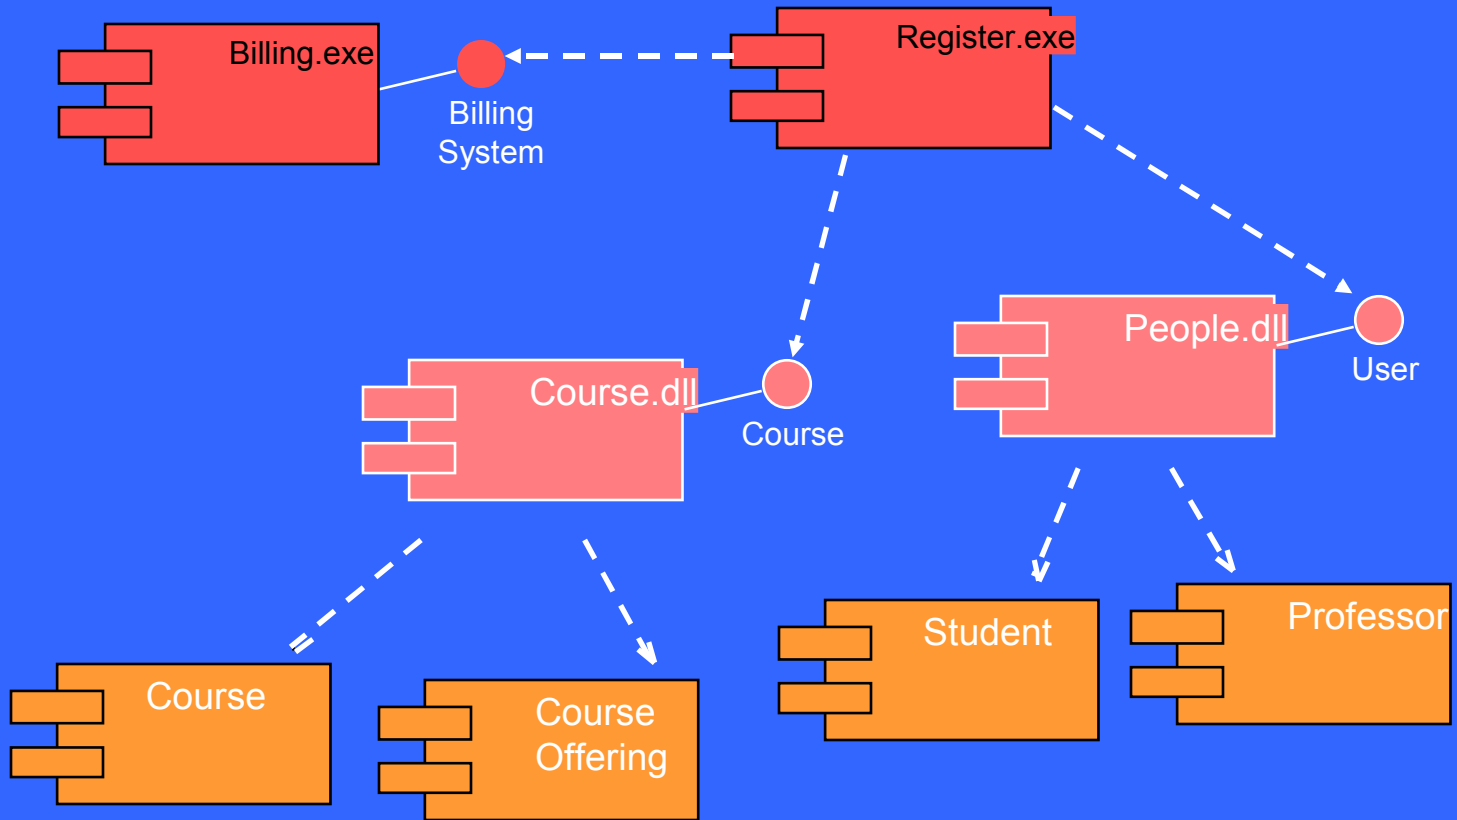 Billing.exe
Register.exe
Billing
System
People.dll
User
Course.dll
Course
Student
Professor
Course
Course
Offering